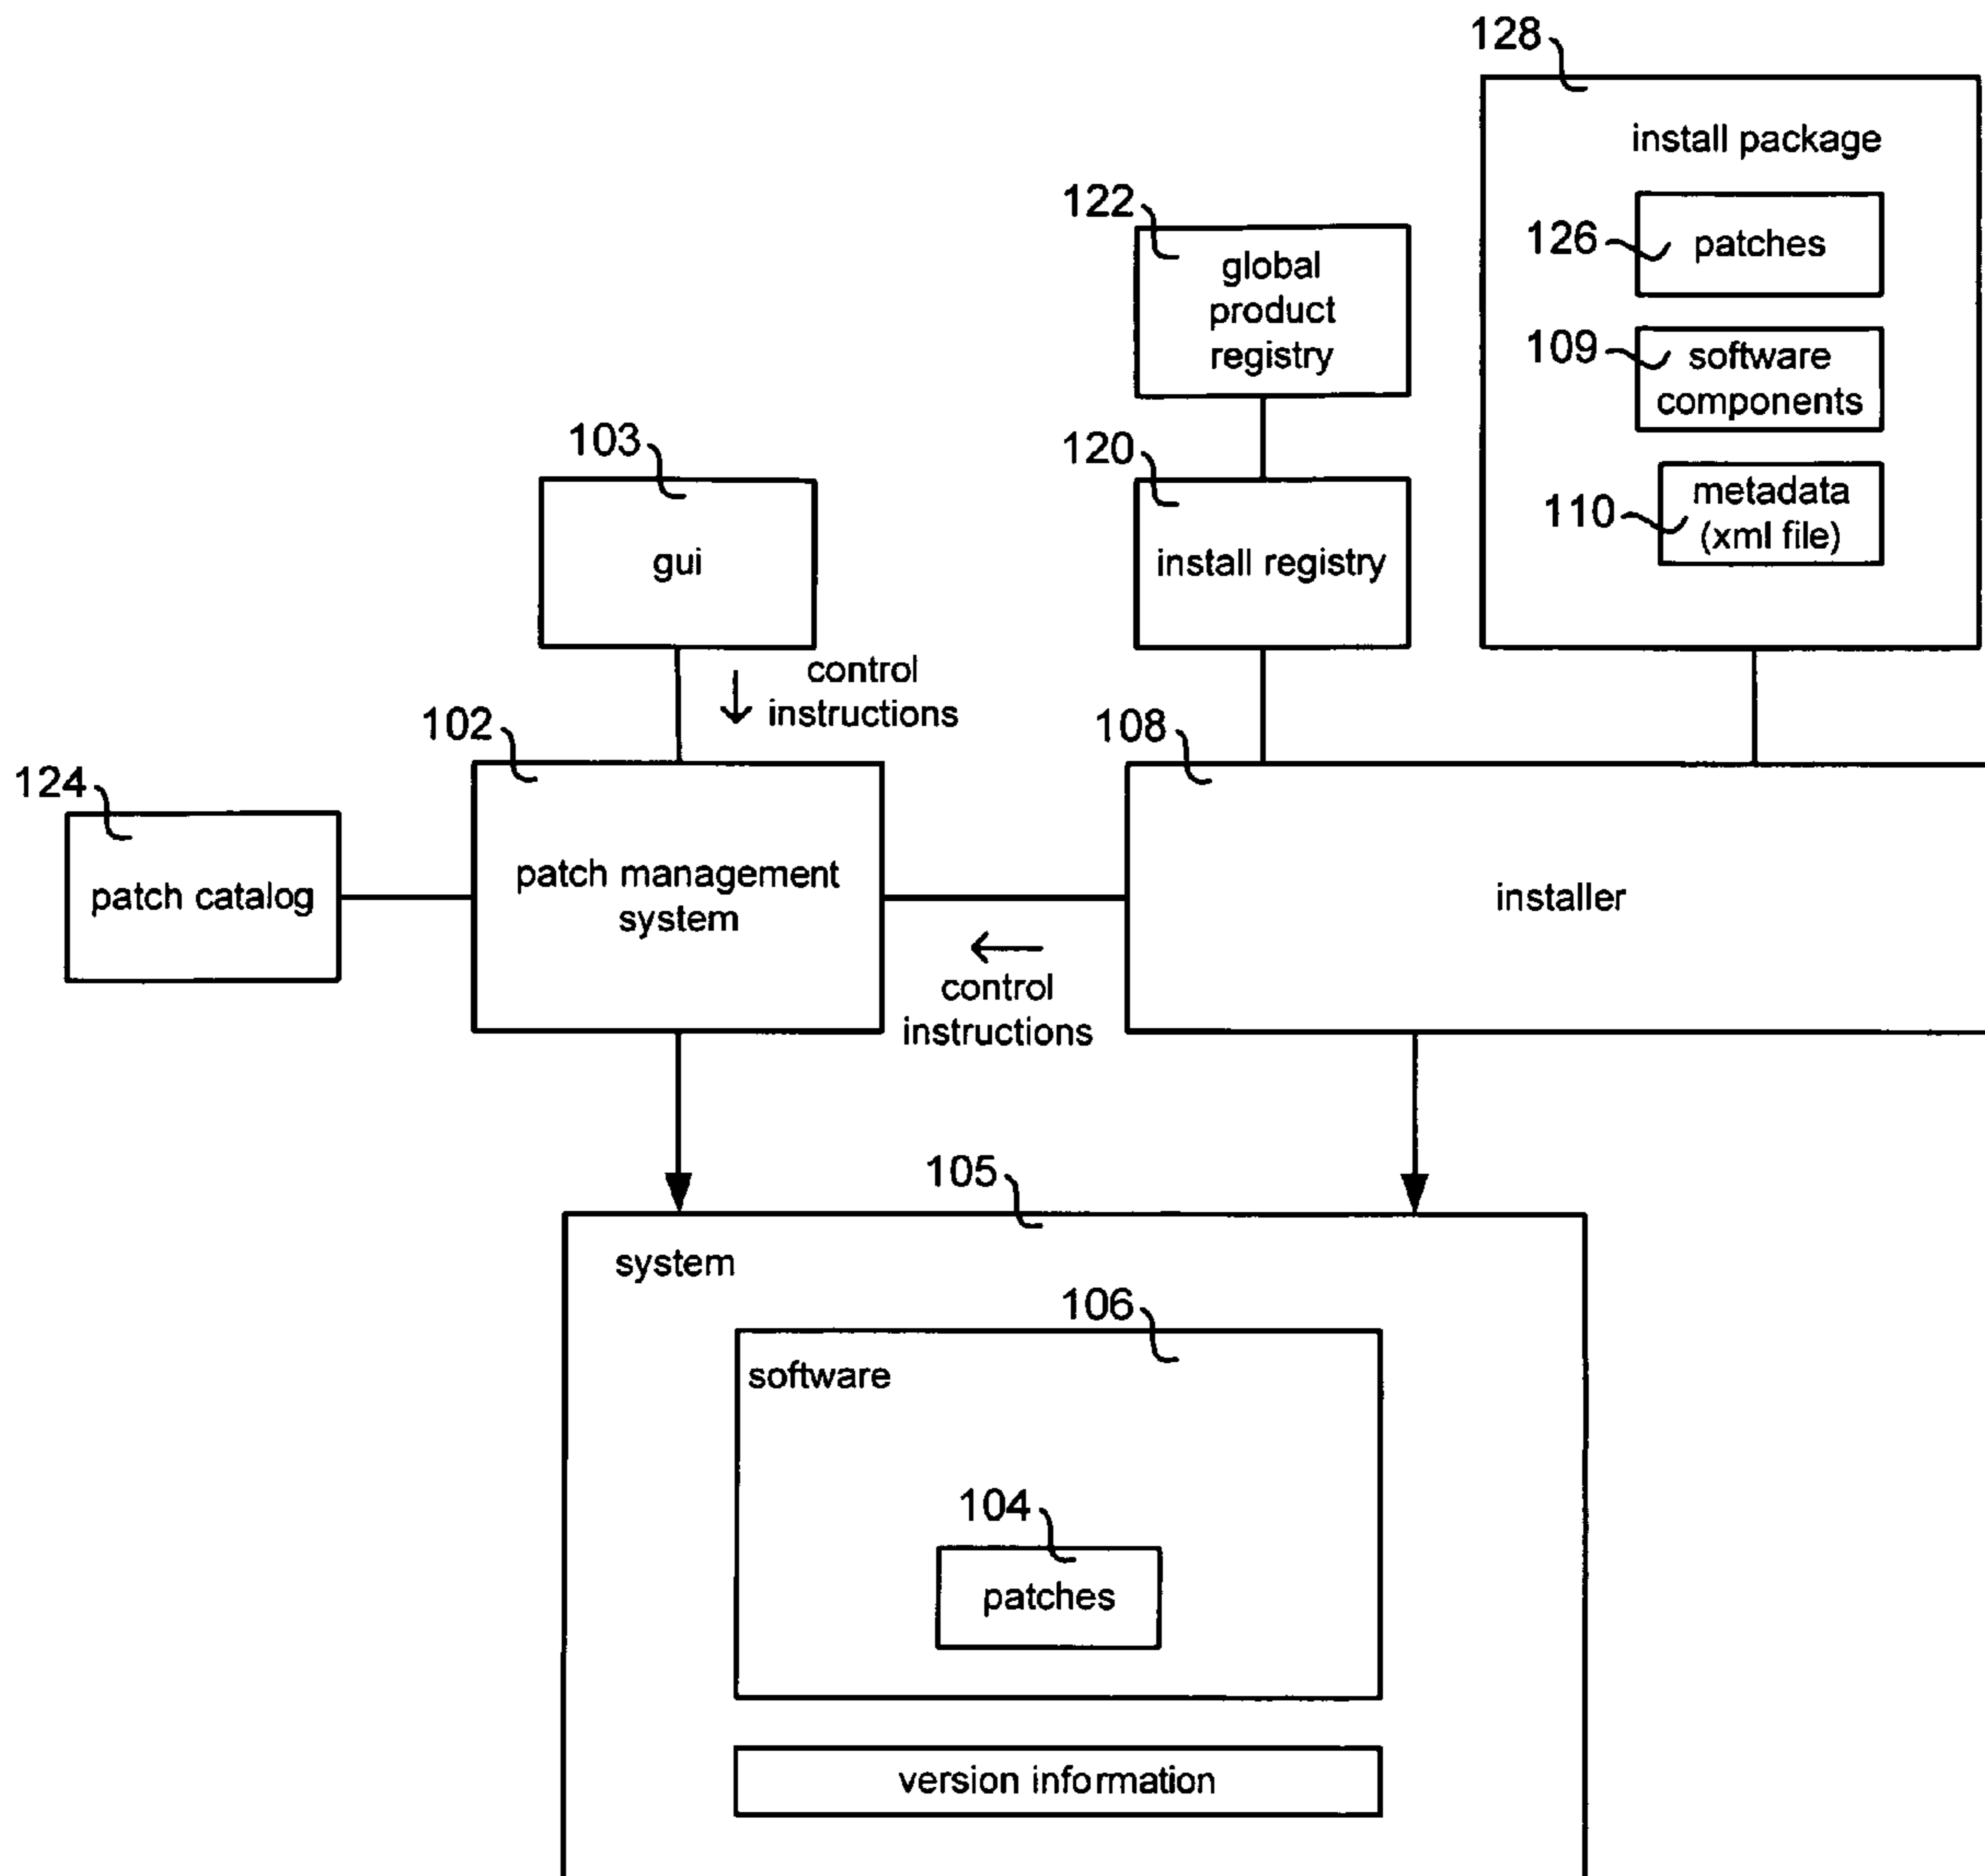 128
install package
122
126
patches
global
product
registry
109
software
components
103
120
110
metadata
(xml file)
gui
install registry
control
instructions
102
108
124
patch catalog
patch management
system
installer
control
instructions
105
system
106
software
104
patches
version information